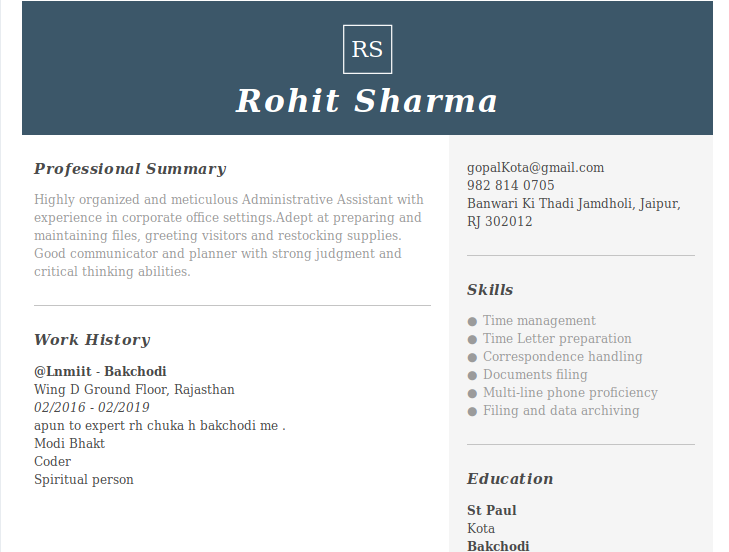 RS
Rohit Sharma
Professional Summary
Highly organized and meticulous Administrative Assistant with
experience in corporate office settings.Adept at preparing and
maintaining files, greeting visitors and restocking supplies.
Good communicator and planner with strong judgment and
critical thinking abilities.
Work History
@Lnmiit - Bakchodi
Wing D Ground Floor, Rajasthan
02/2016 - 02/2019
apun to expert rh chuka h bakchodi me .
Modi Bhakt
Coder
Spiritual person
gopalKota@gmail.com
982 814 0705
Banwari Ki Thadi Jamdholi, Jaipur,
RJ 302012
Skills
● Time management
● Time Letter preparation
● Correspondence handling
● Documents filing
● Multi-line phone proficiency
● Filing and data archiving
Education
St Paul
Kota
Bakchodi